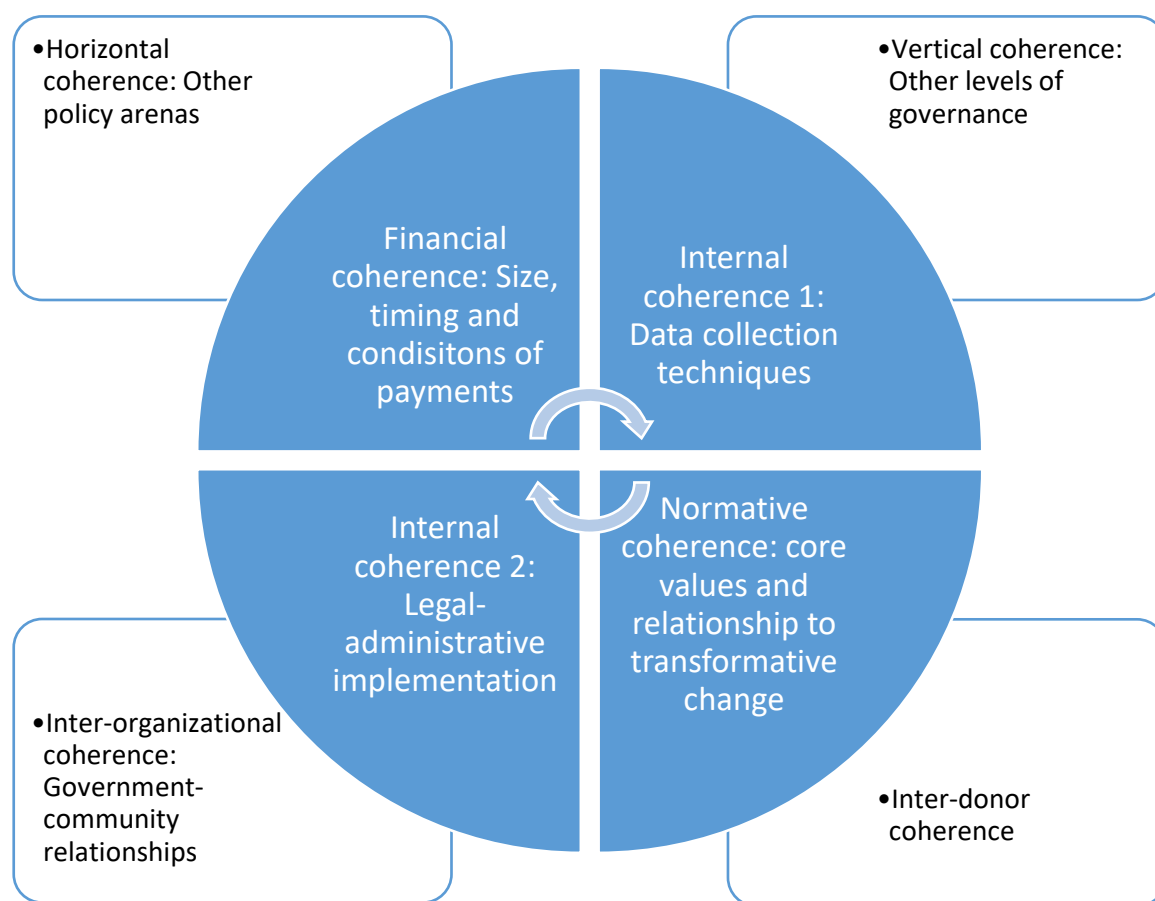 •Horizontal
coherence: Other
policy arenas
•Vertical coherence:
Other levels of
governance
Financial
coherence: Size,
timing and
condisitons of
payments
Internal
coherence 1:
Data collection
techniques
Internal
coherence 2:
Legal-
administrative
implementation
Normative
coherence: core
values and
relationship to
transformative
change
•Inter-organizational
coherence:
Government-
community
relationships
•Inter-donor
coherence